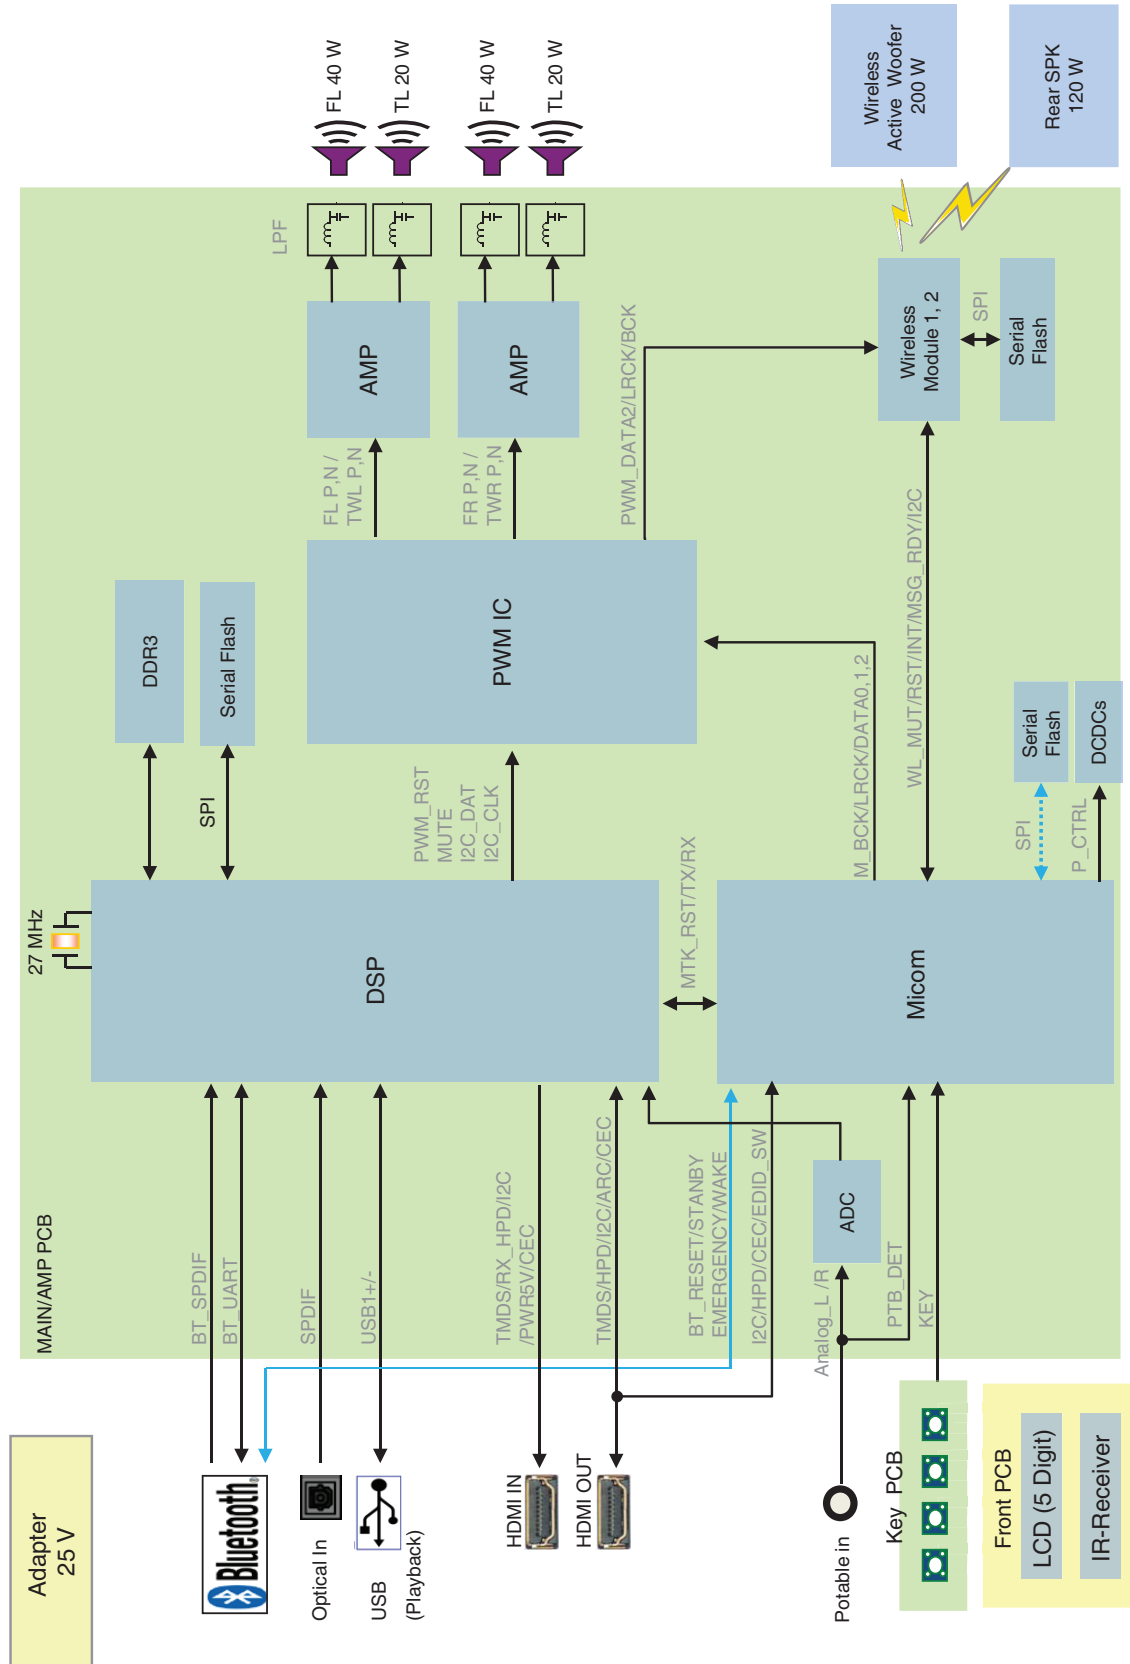 Adapter
25 V
MAIN/AMP PCB
27 MHz
DDR3
Serial Flash
SPI
DSP
BT_SPDIF
BT_UART
Bluetooth®
SPDIF
Optical In
USB1+/-
USB
(Playback)
TMDS/RX_HPD/I2C
/PWR5V/CEC
HDMI IN
TMDS/HPD/I2C/ARC/CEC
HDMI OUT
BT_RESET/STANBY
EMERGENCY/WAKE
I2C/HPD/CEC/EDID_SW
Analog_L /R
ADC
PTB_DET
KEY
Potable in
Key PCB
Front PCB
LCD (5 Digit)
IR-Receiver
MTK_RST/TX/RX
Micom
PWM_RST
MUTE
I2C_DAT
I2C_CLK
PWM IC
M_BCK/LRCK/DATA0,1,2
WL_MUT/RST/INT/MSG_RDY/I2C
SPI
Serial
Flash
P_CTRL
DCDCs
FL P,N /
TWL P,N
FR P,N /
TWR P,N
PWM_DATA2/LRCK/BCK
AMP
AMP
LPF
FL 40 W
TL 20 W
FL 40 W
TL 20 W
Wireless
Module 1, 2
SPI
Serial
Flash
Wireless
Active Woofer
200 W
Rear SPK
120 W